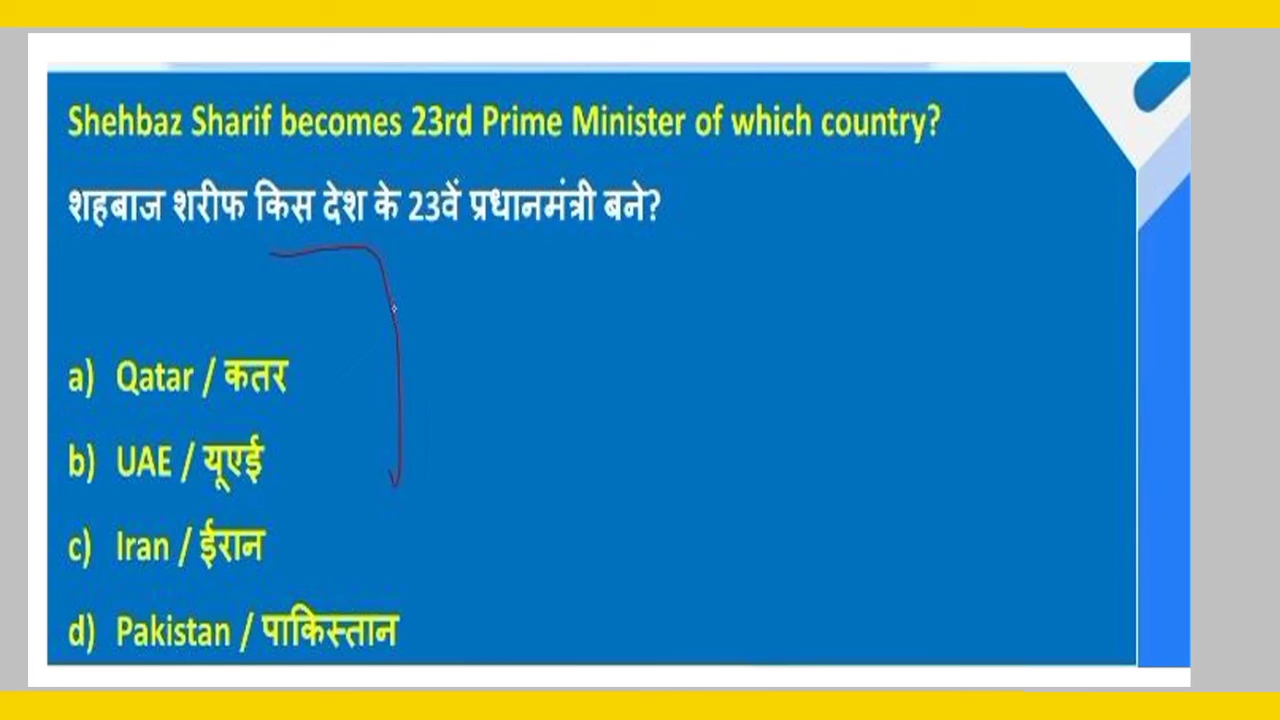 Shehbaz Sharif becomes 23rd Prime Minister of which country?
शहबाज शरीफ किस देश के 23वें प्रधानमंत्री बने?
a) Qatar / कतर
b) UAE / यूएई
c) Iran / ईरान
d) Pakistan / पाकिस्तान